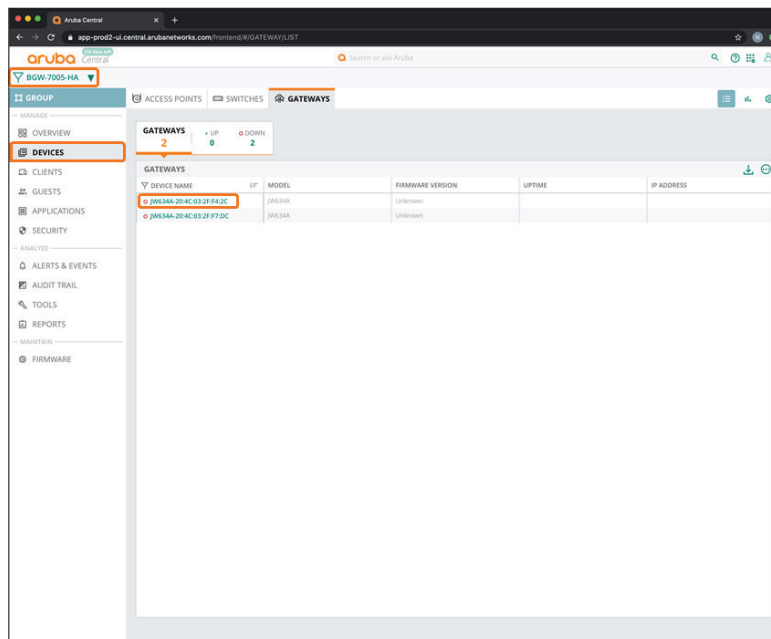 Aruba Central
app-prod2-ui.central.arubanetworks.com/frontend/#/GATEWAY/LIST
aruba Central
Search or ask Aruba
BGW-7005-HA
GROUP
ACCESS POINTS SWITCHES GATEWAYS
MANAGE
OVERVIEW
DEVICES
CLIENTS
GUESTS
APPLICATIONS
SECURITY
ANALYZE
ALERTS & EVENTS
AUDIT TRAIL
TOOLS
REPORTS
MAINTAIN
FIRMWARE
GATEWAYS UP DOWN
2 0 2
GATEWAYS
DEVICE NAME MODEL FIRMWARE VERSION UPTIME IP ADDRESS
JW634A-20:4C:03:2F:F4:2C JW634A Unknown
JW634A-20:4C:03:2F:F7:DC JW634A Unknown